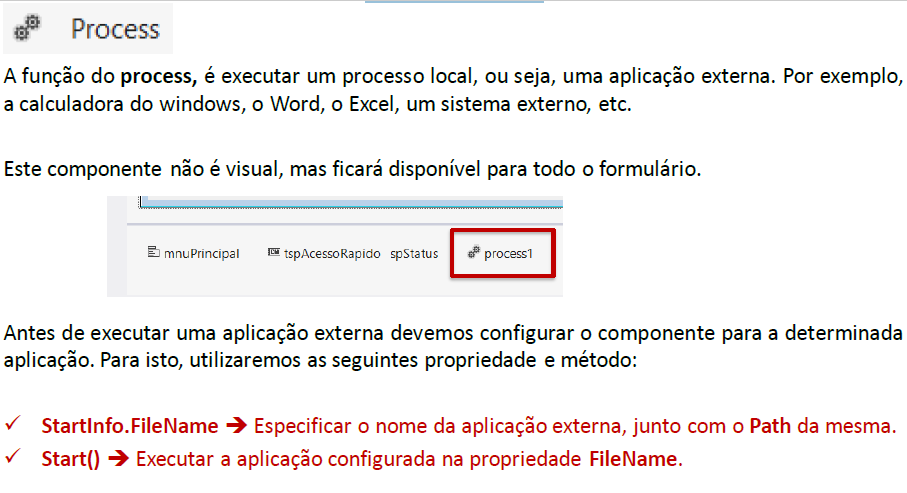 Process
A função do process, é executar um processo local, ou seja, uma aplicação externa. Por exemplo,
a calculadora do windows, o Word, o Excel, um sistema externo, etc.
Este componente não é visual, mas ficará disponível para todo o formulário.
mnuPrincipal tspAcessoRapido spStatus process1
Antes de executar uma aplicação externa devemos configurar o componente para a determinada
aplicação. Para isto, utilizaremos as seguintes propriedade e método:
✓ StartInfo.FileName ➔ Especificar o nome da aplicação externa, junto com o Path da mesma.
✓ Start() ➔ Executar a aplicação configurada na propriedade FileName.